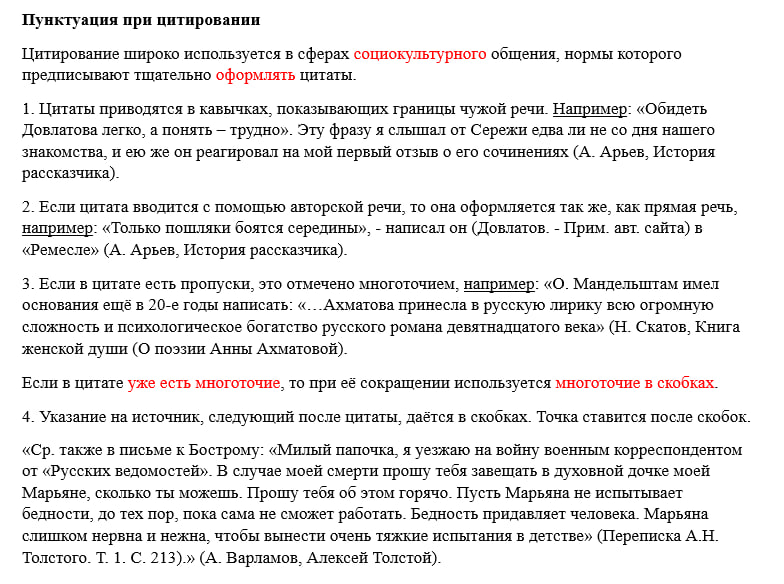 Пунктуация при цитировании
Цитирование широко используется в сферах социокультурного общения, нормы которого
предписывают тщательно оформлять цитаты.
1. Цитаты приводятся в кавычках, показывающих границы чужой речи. Например: «Обидеть
Довлатова легко, а понять – трудно». Эту фразу я слышал от Сережи едва ли не со дня нашего
знакомства, и ею же он реагировал на мой первый отзыв о его сочинениях (А. Арьев, История
рассказчика).
2. Если цитата вводится с помощью авторской речи, то она оформляется так же, как прямая речь,
например: «Только пошляки боятся середины», - написал он (Довлатов. - Прим. авт. сайта) в
«Ремесле» (А. Арьев, История рассказчика).
3. Если в цитате есть пропуски, это отмечено многоточием, например: «О. Мандельштам имел
основания ещё в 20-е годы написать: «…Ахматова принесла в русскую лирику всю огромную
сложность и психологическое богатство русского романа девятнадцатого века» (Н. Скатов, Книга
женской души (О поэзии Анны Ахматовой).
Если в цитате уже есть многоточие, то при её сокращении используется многоточие в скобках.
4. Указание на источник, следующий после цитаты, даётся в скобках. Точка ставится после скобок.
«Ср. также в письме к Бострому: «Милый папочка, я уезжаю на войну военным корреспондентом
от «Русских ведомостей». В случае моей смерти прошу тебя завещать в духовной дочке моей
Марьяне, сколько ты можешь. Прошу тебя об этом горячо. Пусть Марьяна не испытывает
бедности, до тех пор, пока сама не сможет работать. Бедность придавляет человека. Марьяна
слишком нервна и нежна, чтобы вынести очень тяжкие испытания в детстве» (Переписка А.Н.
Толстого. Т. 1. С. 213).» (А. Варламов, Алексей Толстой).